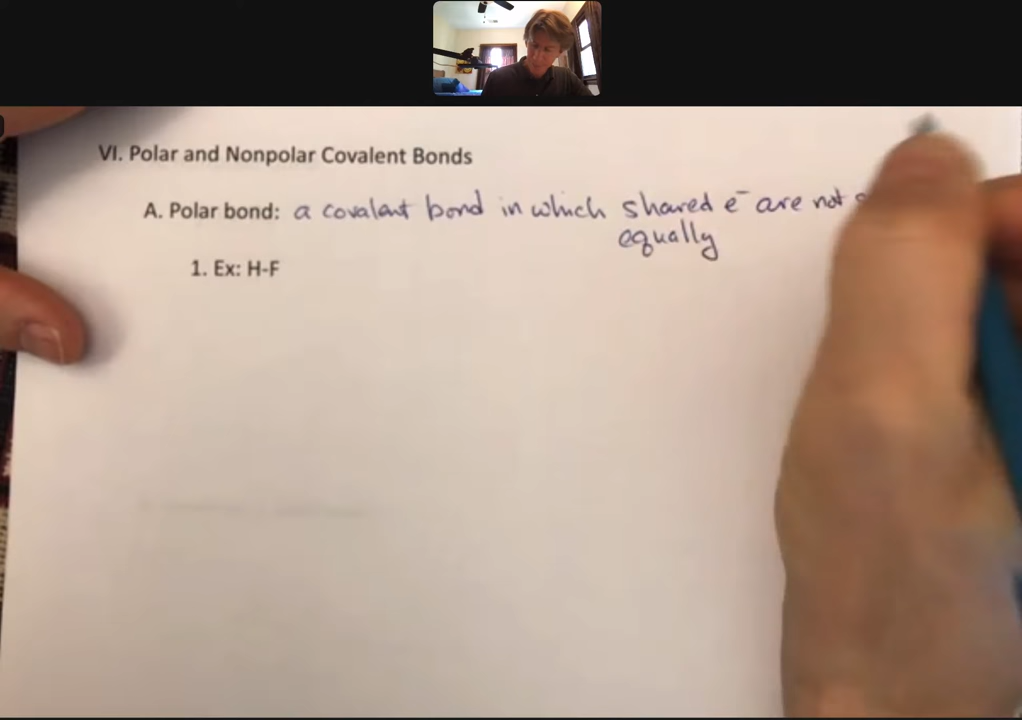 VI. Polar and Nonpolar Covalent Bonds
A. Polar bond: a covalent bond in which shared e⁻ are not
equally
1. Ex: H-F